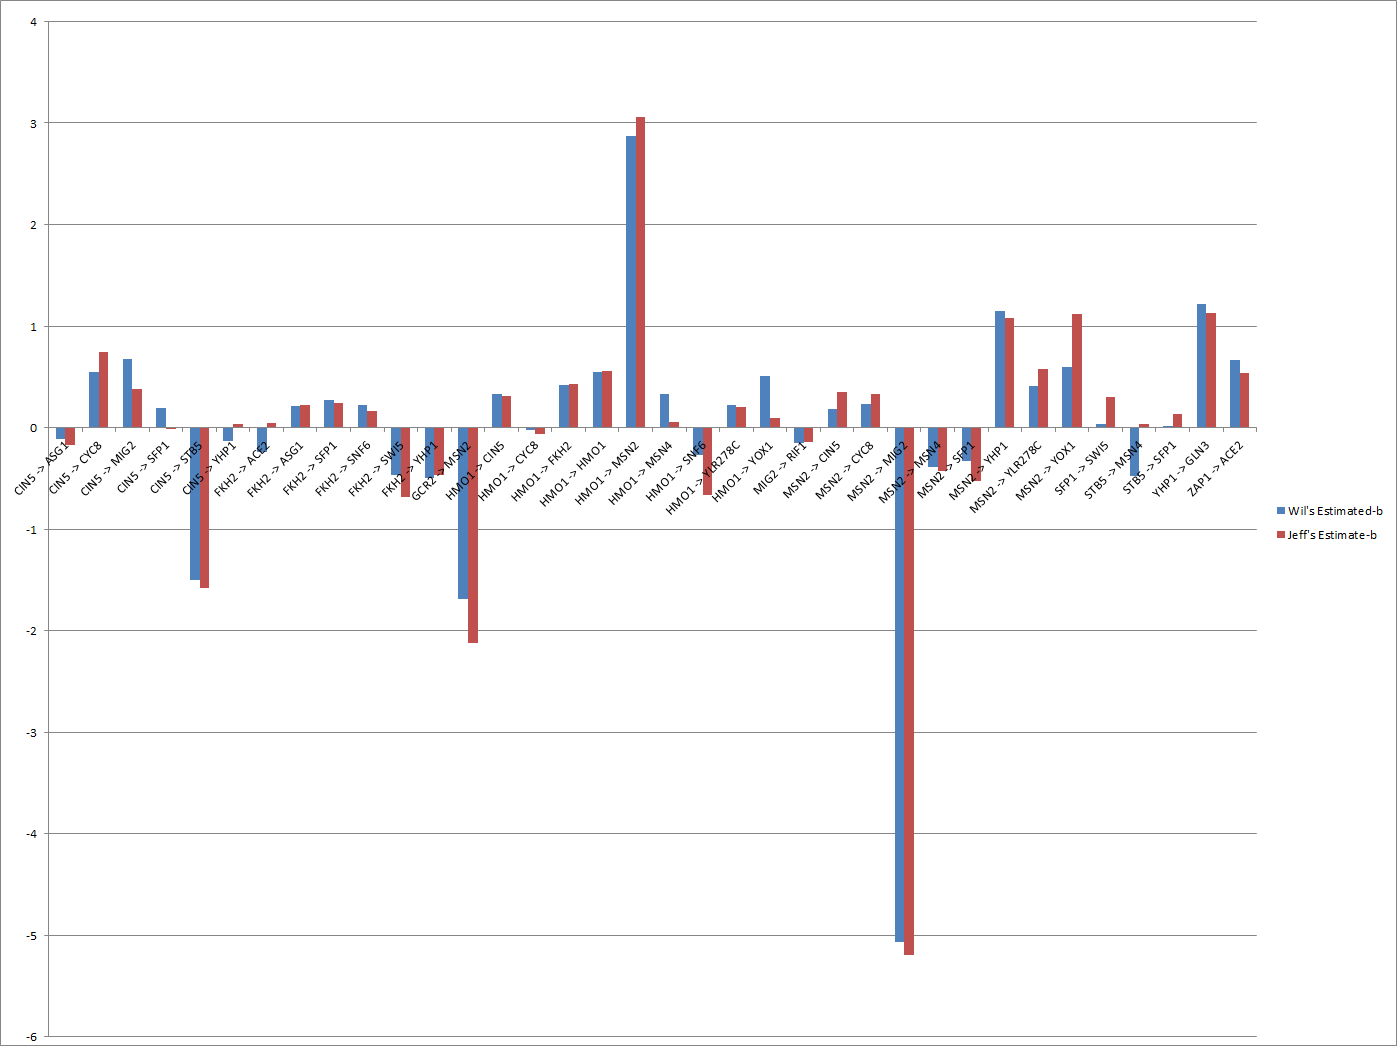 4
3
2
1
0
-1
-2
-3
-4
-5
-6
CIN5 -> ASG1
CIN5 -> CYC8
CIN5 -> MIG2
CIN5 -> SFP1
CIN5 -> STB5
CIN5 -> YHP1
FKH2 -> ACE2
FKH2 -> ASG1
FKH2 -> SFP1
FKH2 -> SNF6
FKH2 -> SWI5
FKH2 -> YHP1
GCR2 -> MSN2
HMO1 -> CIN5
HMO1 -> CYC8
HMO1 -> FKH2
HMO1 -> HMO1
HMO1 -> MSN2
HMO1 -> MSN4
HMO1 -> SNF6
HMO1 -> YLR278C
HMO1 -> YOX1
MIG2 -> RIF1
MSN2 -> CIN5
MSN2 -> CYC8
MSN2 -> MIG2
MSN2 -> MSN4
MSN2 -> SFP1
MSN2 -> YHP1
MSN2 -> YLR278C
MSN2 -> YOX1
SFP1 -> SWI5
STB5 -> MSN4
STB5 -> SFP1
YHP1 -> GLN3
ZAP1 -> ACE2
Wil's Estimated-b
Jeff's Estimate-b